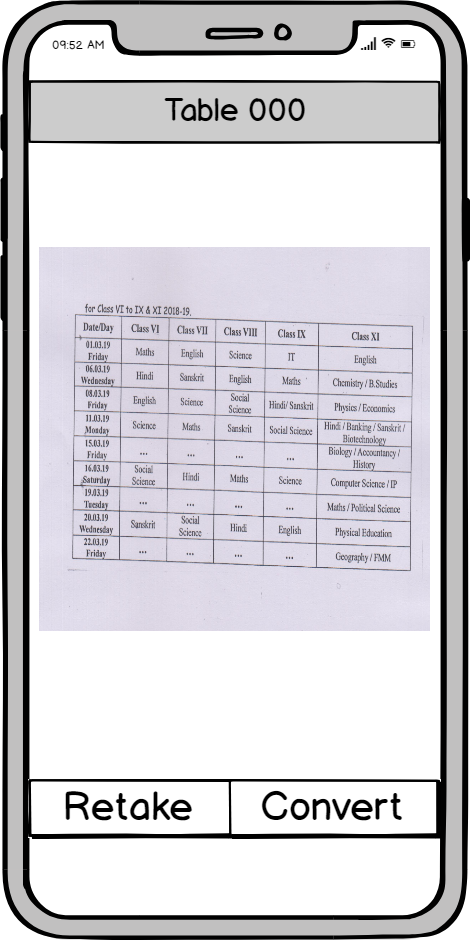 09:52 AM
Table 000
for Class VI to IX & XI 2018-19.
Date/Day Class VI Class VII Class VIII Class IX Class XI
01.03.19 Friday Maths English Science IT English
06.03.19 Wednesday Hindi Sanskrit English Maths Chemistry / B.Studies
08.03.19 Friday English Science Social Science Hindi/ Sanskrit Physics / Economics
11.03.19 Monday Science Maths Sanskrit Social Science Hindi / Banking / Sanskrit / Biotechnology
15.03.19 Friday ... ... ... ... Biology / Accountancy / History
16.03.19 Saturday Social Science Hindi Maths Science Computer Science / IP
19.03.19 Tuesday ... ... ... ... Maths / Political Science
20.03.19 Wednesday Sanskrit Social Science Hindi English Physical Education
22.03.19 Friday ... ... ... ... Geography / FMM
Retake Convert